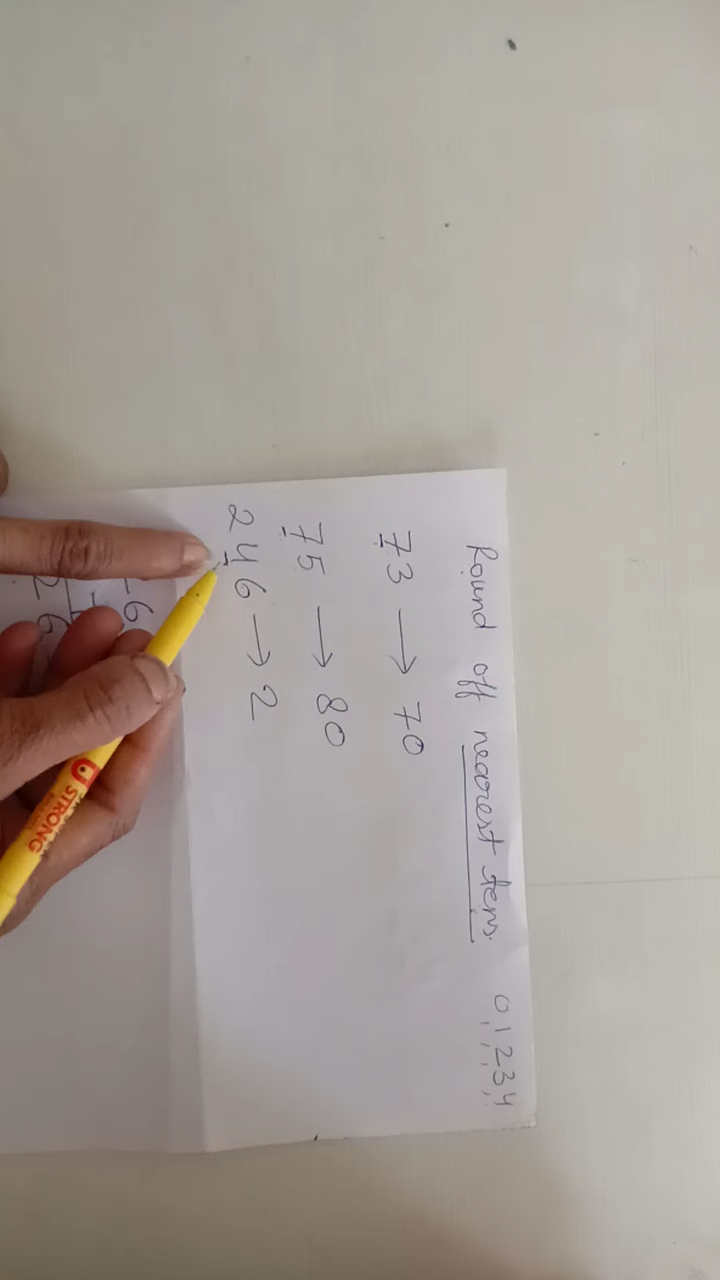 Round off nearest tens. 0, 1, 2, 3, 4
73 → 70
75 → 80
246 → 2
STRONG